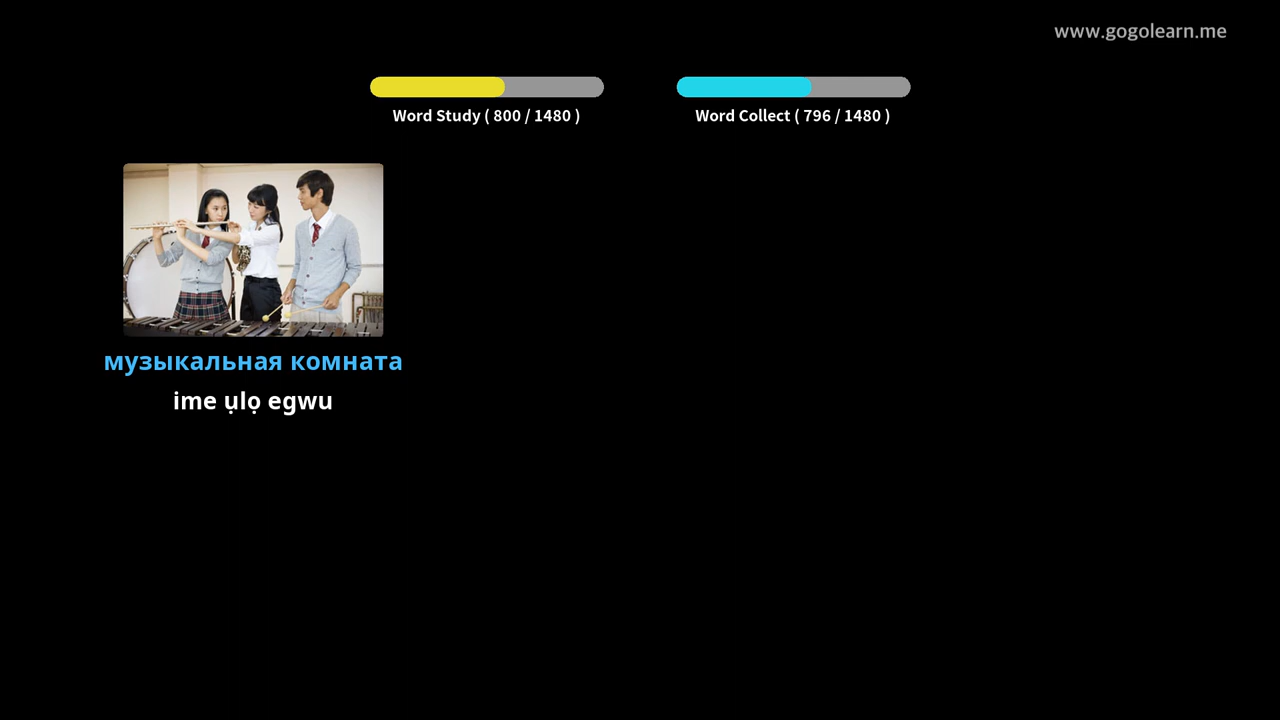 www.gogolearn.me
Word Study ( 800 / 1480 )
Word Collect ( 796 / 1480 )
музыкальная комната
ime ụlọ egwu